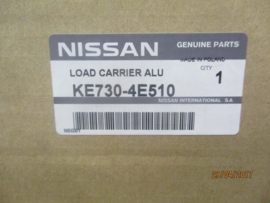 NISSAN
GENUINE PARTS
MADE IN POLAND
LOAD CARRIER ALU
QTY
KE730-4E510
1
NISSAN INTERNATIONAL S.A